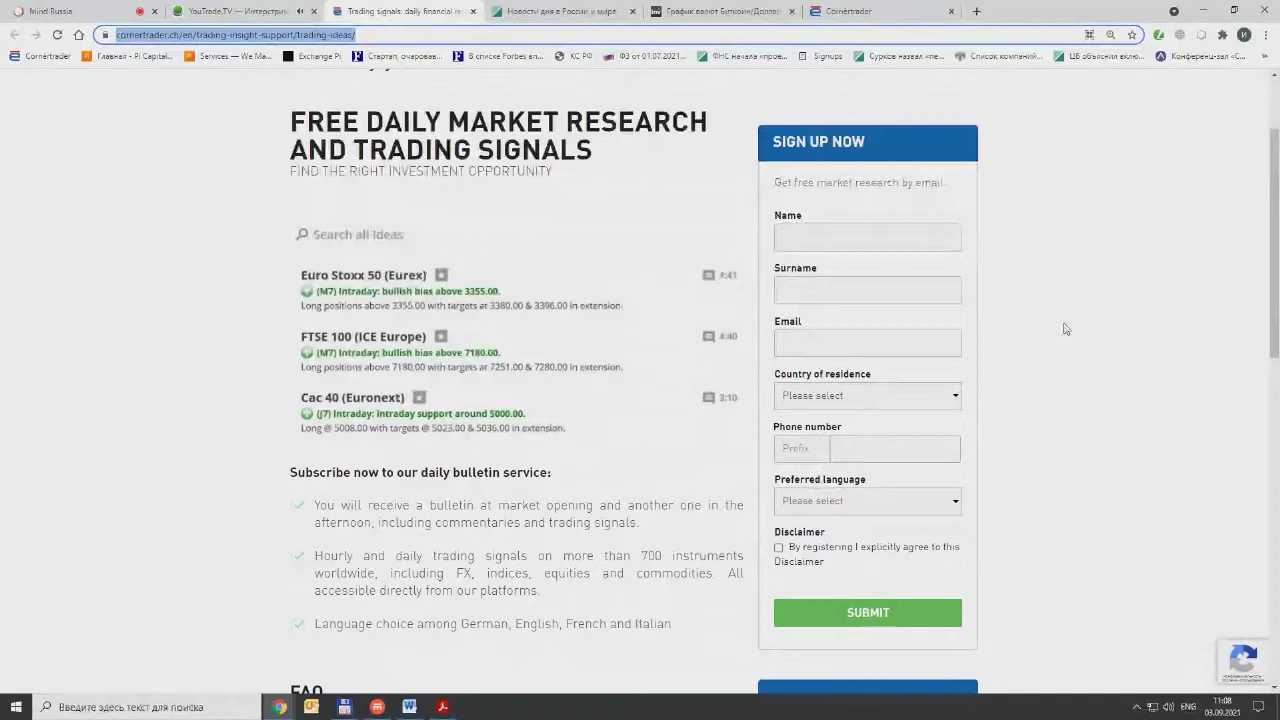 Mind Russia
YouTrade.TV — Интерактивн
Trading signals: daily financial re
Новости дня в России и мире
График валют Биткойн/Доллар
Cornèrtrader
cornertrader.ch/en/trading-insight-support/trading-ideas/
Cornèrtrader
Главная – Pi Capital...
Services — We Me...
Exchange Pi
Стартап, очаровав...
В списке Forbes вп...
КС РФ
ФЗ от 01.07.2021...
ФНС начала «прое...
Signups
Сурков назвал «пе...
Список компаний...
ЦБ объяснил вклю...
Конференц-зал «С...
FREE DAILY MARKET RESEARCH
AND TRADING SIGNALS
FIND THE RIGHT INVESTMENT OPPORTUNITY
Search all ideas
Euro Stoxx 50 (Eurex) 4:41
(M7) Intraday: bullish bias above 3355.00.
Long positions above 3355.00 with targets at 3380.00 & 3396.00 in extension.
FTSE 100 (ICE Europe) 4:40
(M7) Intraday: bullish bias above 7180.00.
Long positions above 7180.00 with targets at 7251.00 & 7280.00 in extension.
Cac 40 (Euronext) 3:10
(J7) Intraday: intraday support around 5000.00.
Long @ 5008.00 with targets @ 5023.00 & 5036.00 in extension.
Subscribe now to our daily bulletin service:
You will receive a bulletin at market opening and another one in the
afternoon, including commentaries and trading signals.
Hourly and daily trading signals on more than 700 instruments
worldwide, including FX, indices, equities and commodities. All
accessible directly from our platforms.
Language choice among German, English, French and Italian
FAQ
SIGN UP NOW
Get free market research by email.
Name
Surname
Email
Country of residence
Please select
Phone number
Prefix
Preferred language
Please select
Disclaimer
By registering I explicitly agree to this
Disclaimer
SUBMIT
Введите здесь текст для поиска
ENG
11:08
03.09.2021